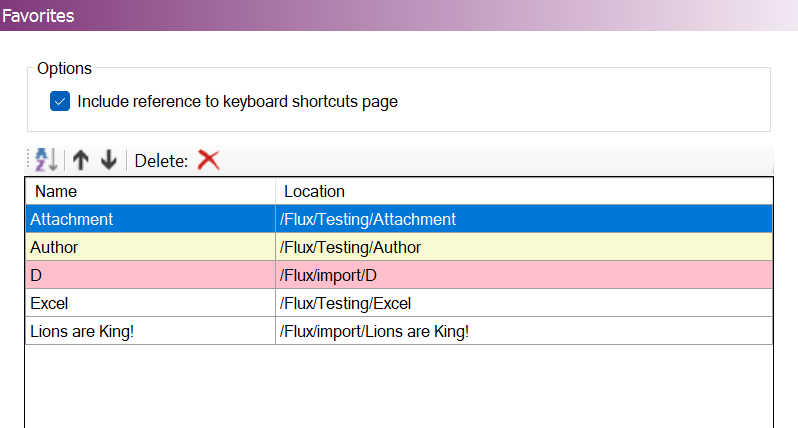 Favorites
Options
Include reference to keyboard shortcuts page
Delete:
Name Location
Attachment /Flux/Testing/Attachment
Author /Flux/Testing/Author
D /Flux/import/D
Excel /Flux/Testing/Excel
Lions are King! /Flux/import/Lions are King!